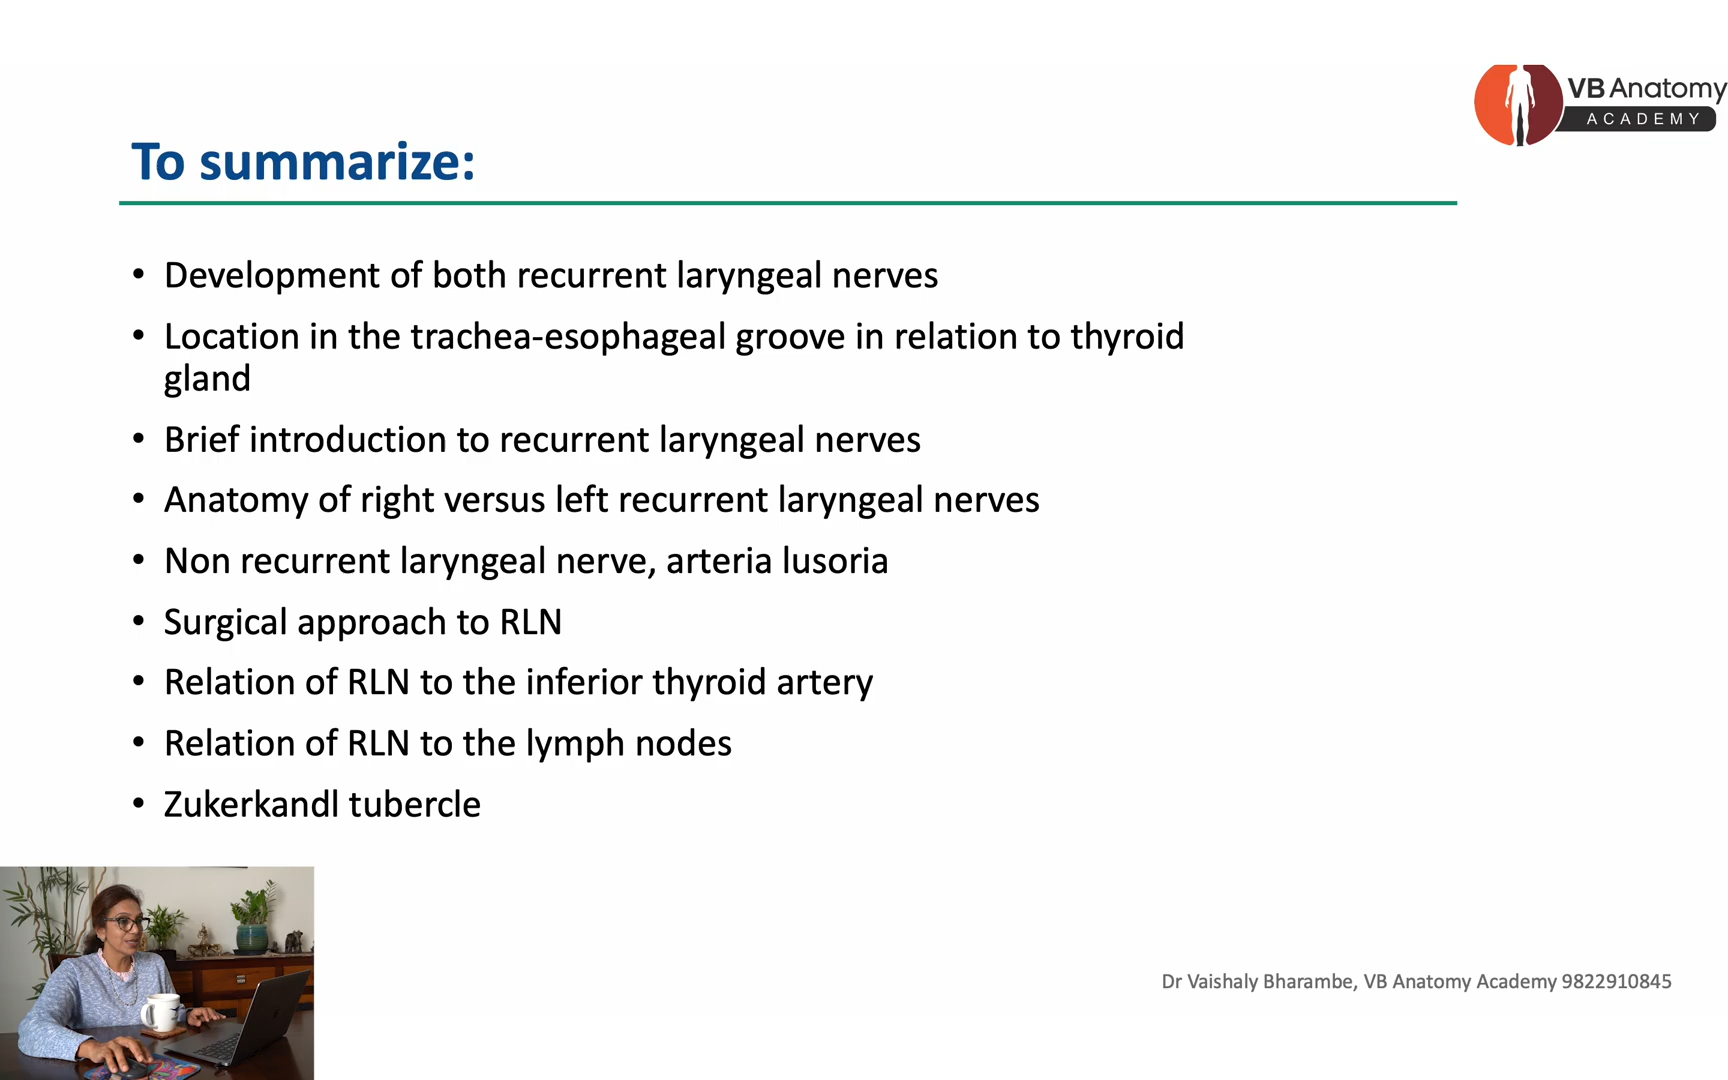 VB Anatomy
ACADEMY
To summarize:
• Development of both recurrent laryngeal nerves
• Location in the trachea-esophageal groove in relation to thyroid
gland
• Brief introduction to recurrent laryngeal nerves
• Anatomy of right versus left recurrent laryngeal nerves
• Non recurrent laryngeal nerve, arteria lusoria
• Surgical approach to RLN
• Relation of RLN to the inferior thyroid artery
• Relation of RLN to the lymph nodes
• Zukerkandl tubercle
Dr Vaishaly Bharambe, VB Anatomy Academy 9822910845